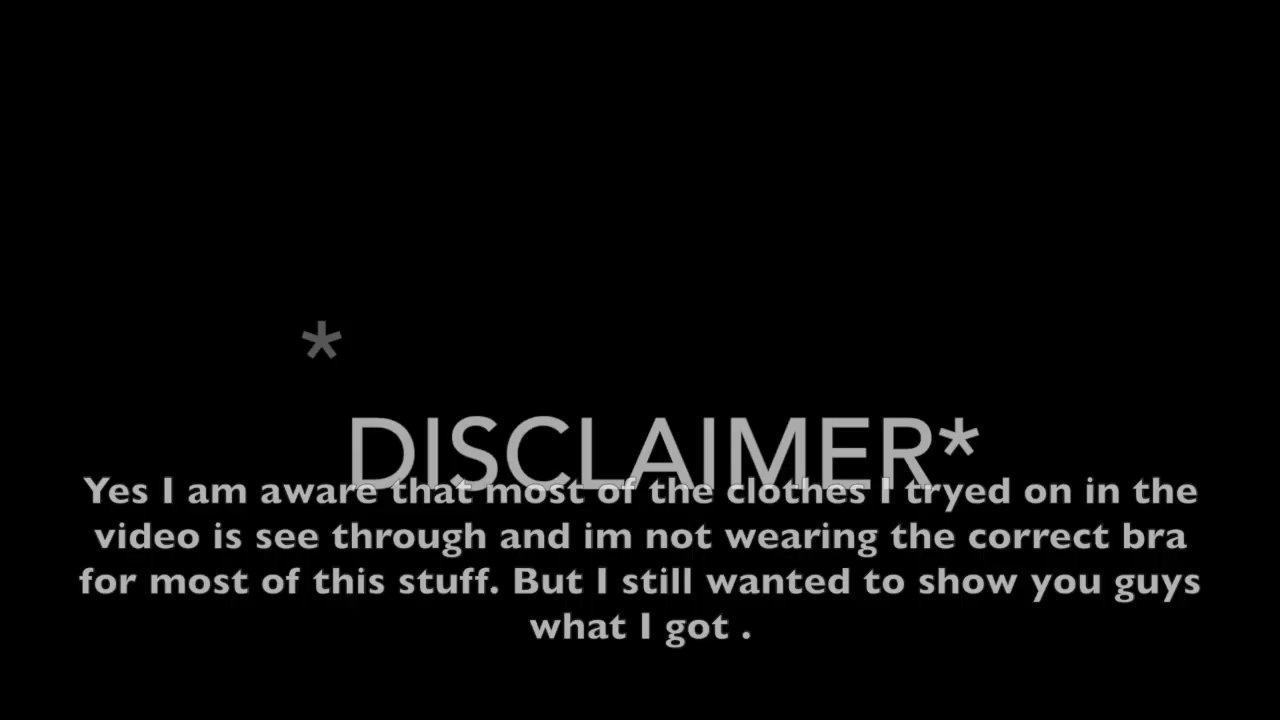 *
DISCLAIMER*
Yes I am aware that most of the clothes I tryed on in the
video is see through and im not wearing the correct bra
for most of this stuff. But I still wanted to show you guys
what I got .